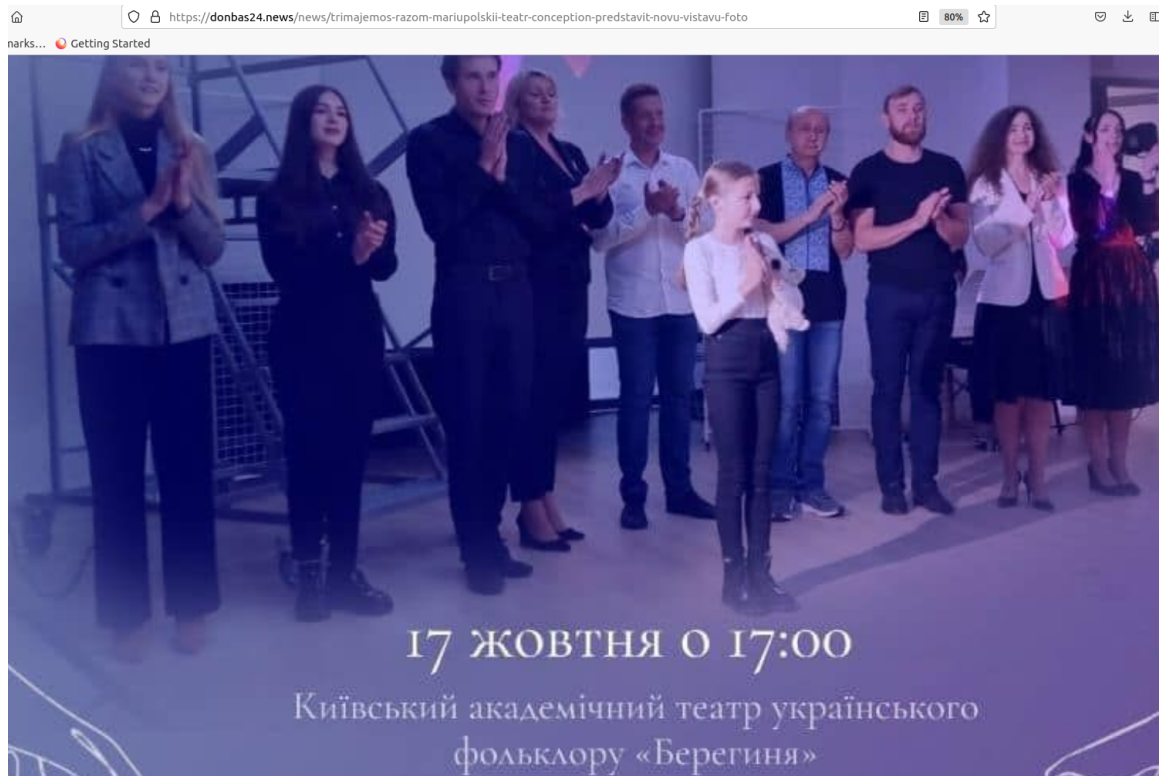 https://donbas24.news/news/trimajemos-razom-mariupolskii-teatr-conception-predstavit-novu-vistavu-foto
80%
marks… Getting Started
17 жовтня о 17:00
Київський академічний театр українського
фольклору «Берегиня»